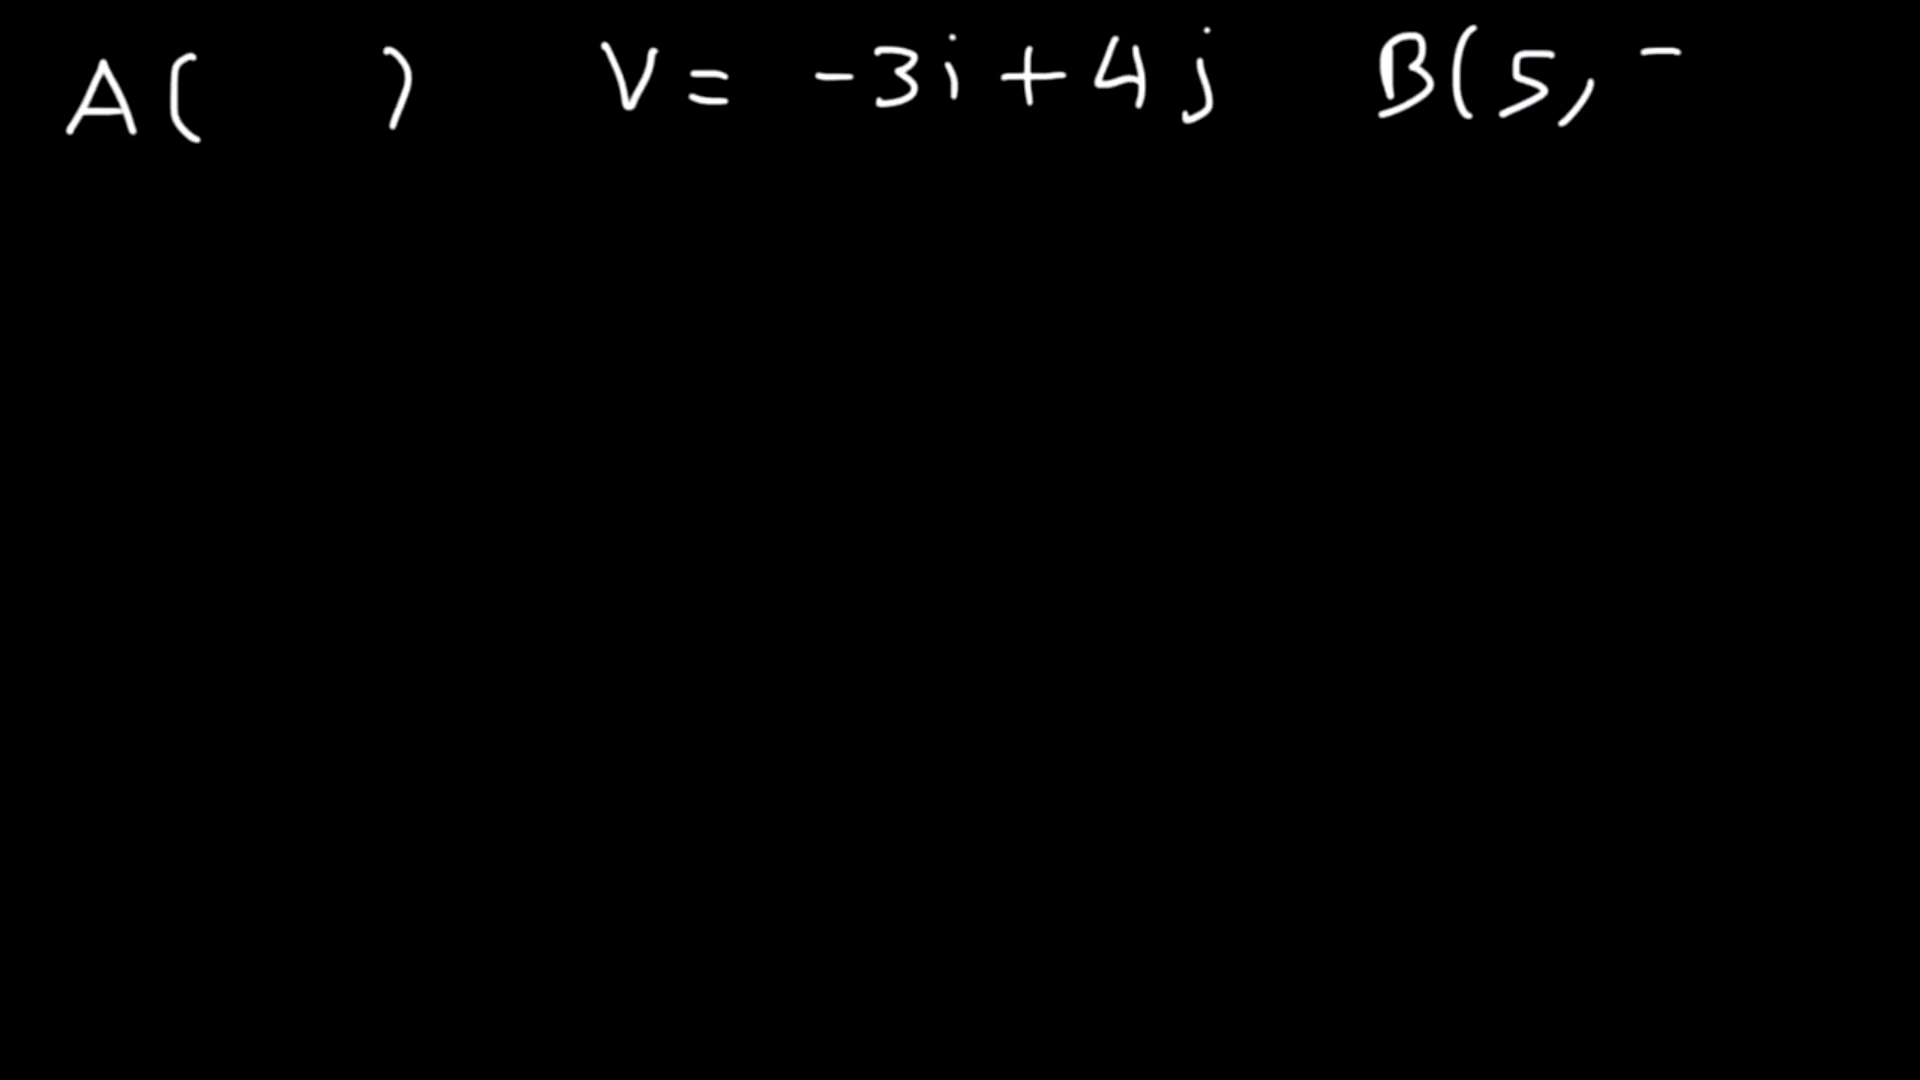 A( ) V = -3i + 4j B(5, -